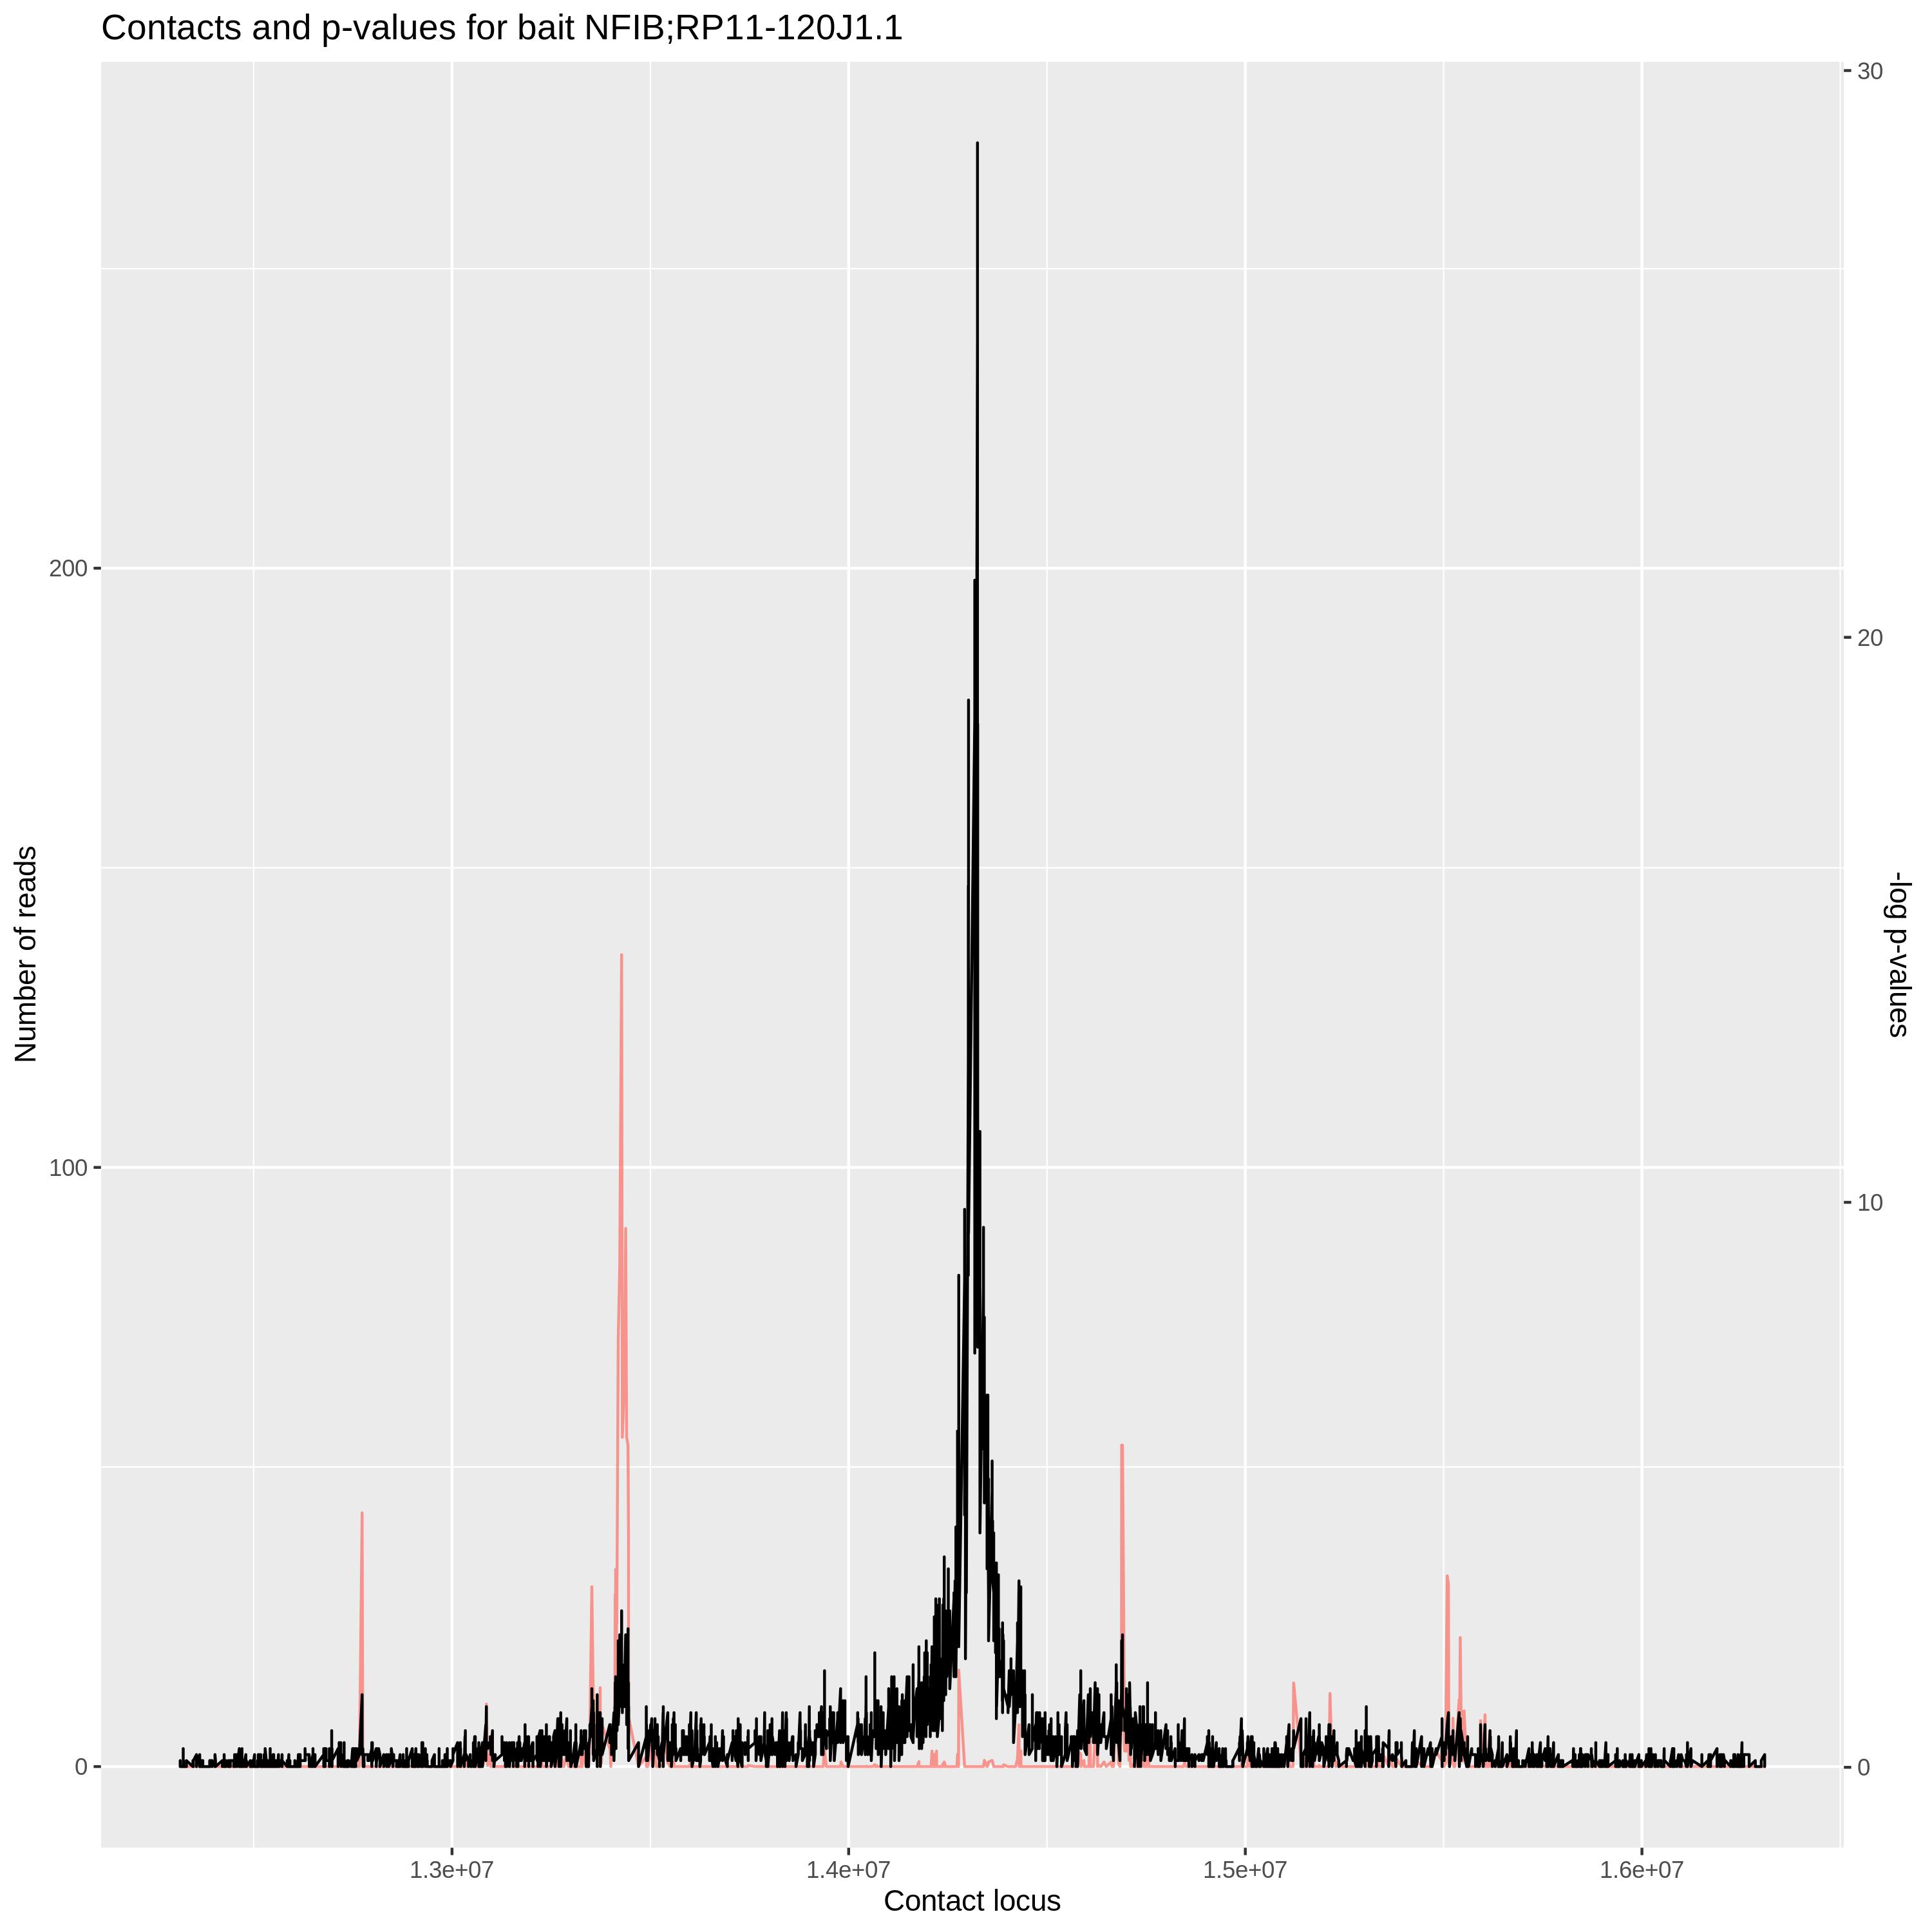 Contacts and p-values for bait NFIB;RP11-120J1.1
30
200
20
Number of reads
-log p-values
100
10
0
0
1.3e+07
1.4e+07
1.5e+07
1.6e+07
Contact locus